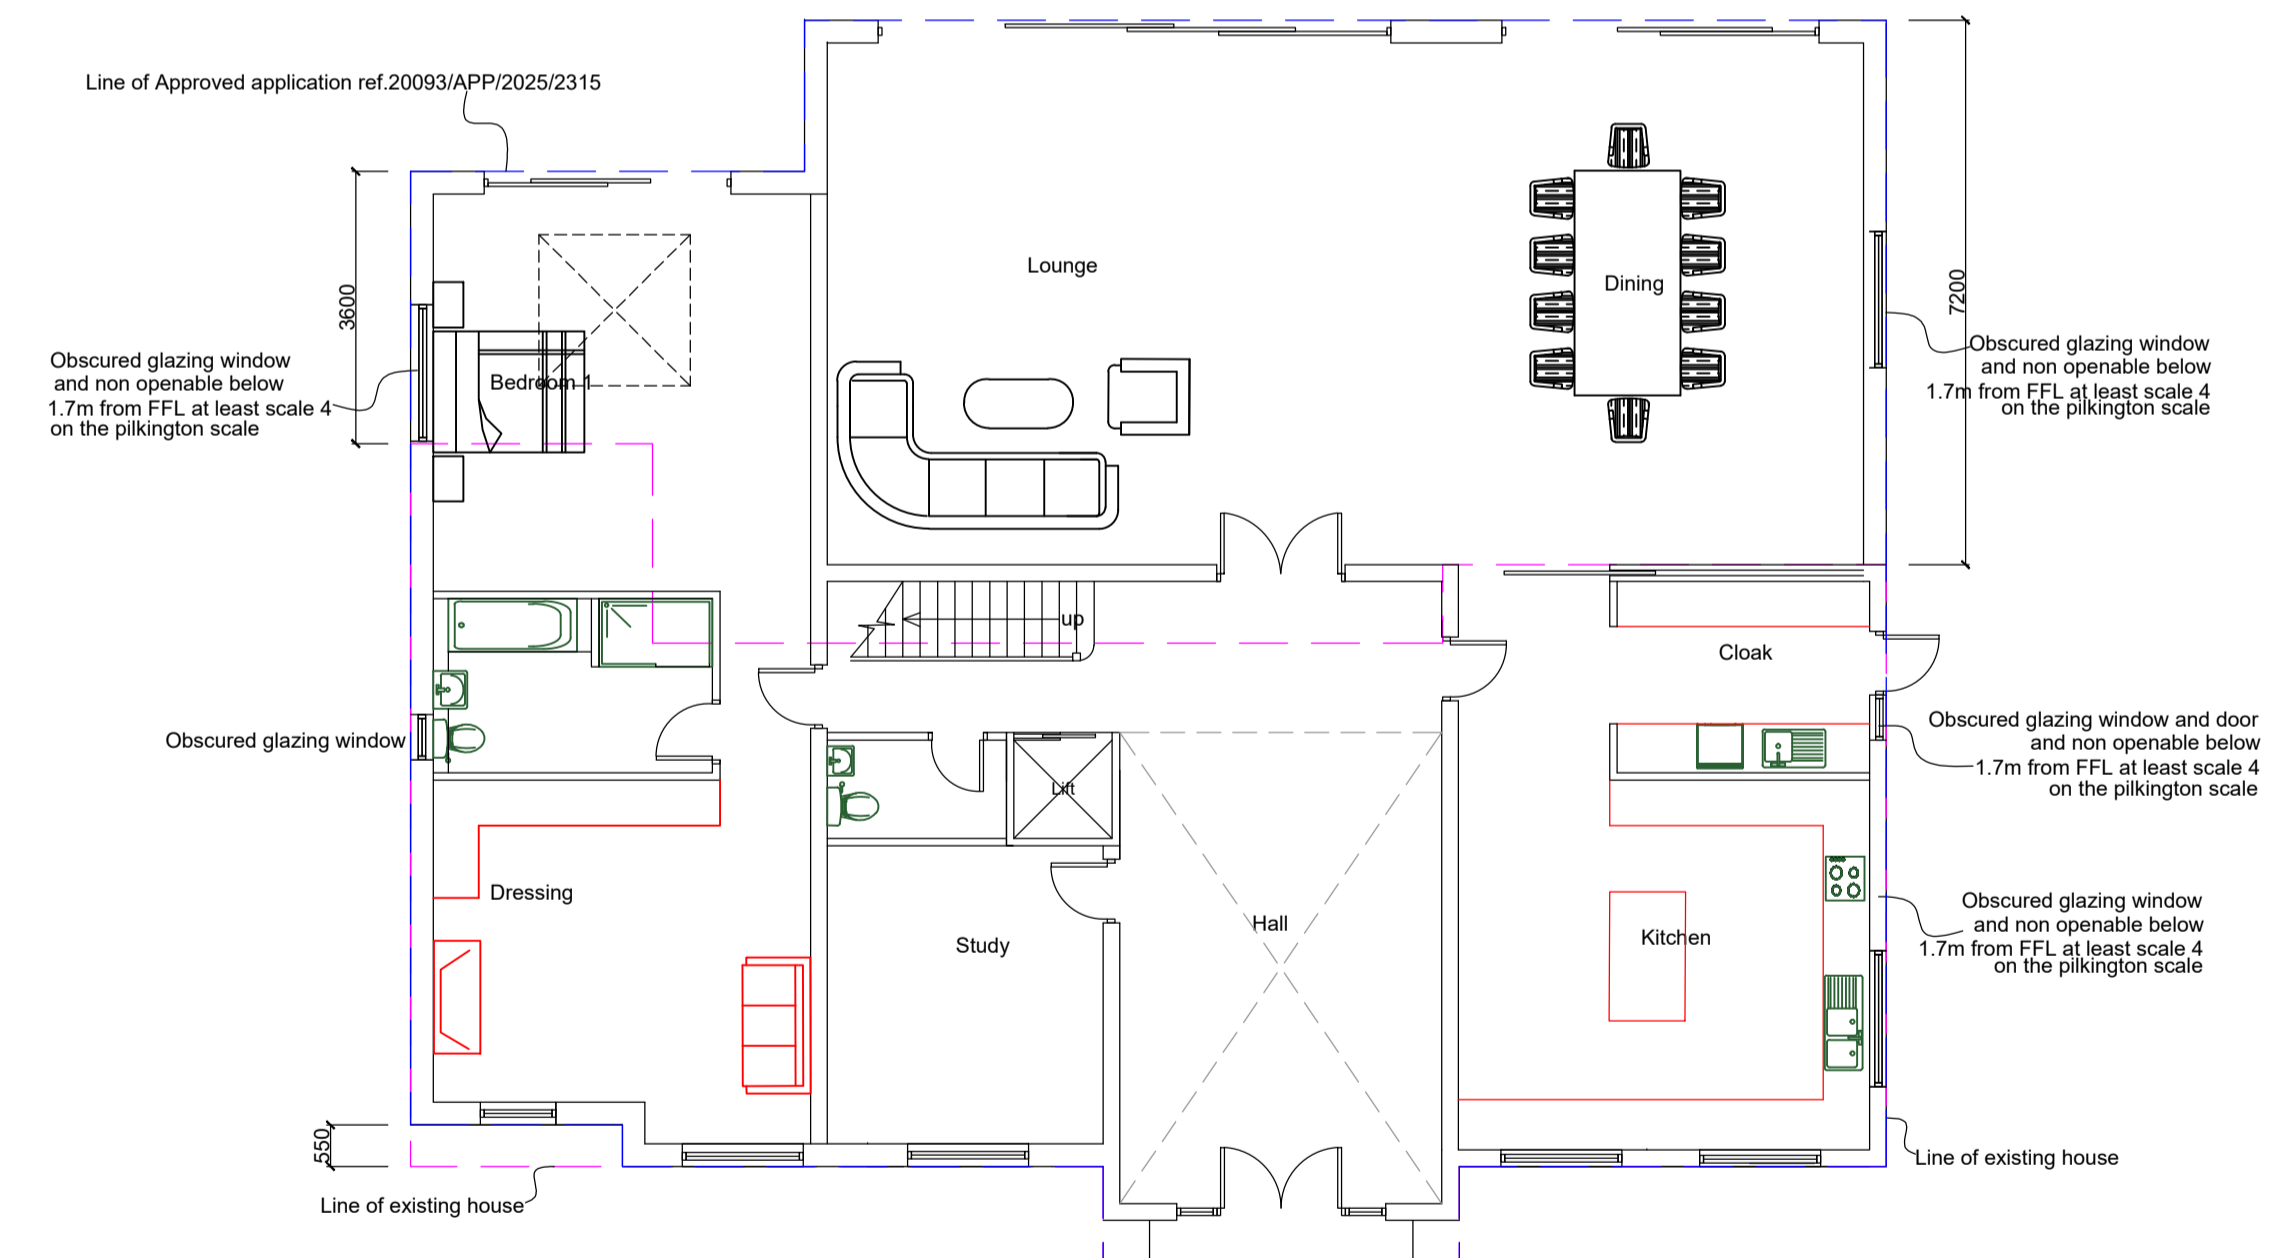 Line of Approved application ref.20093/APP/2025/2315
3600
7200
Lounge
Dining
Obscured glazing window
and non openable below
1.7m from FFL at least scale 4
on the pilkington scale
Bedroom 1
Obscured glazing window
and non openable below
1.7m from FFL at least scale 4
on the pilkington scale
up
Cloak
Obscured glazing window
Obscured glazing window and door
and non openable below
1.7m from FFL at least scale 4
on the pilkington scale
Lift
Dressing
Study
Hall
Kitchen
Obscured glazing window
and non openable below
1.7m from FFL at least scale 4
on the pilkington scale
550
Line of existing house
Line of existing house